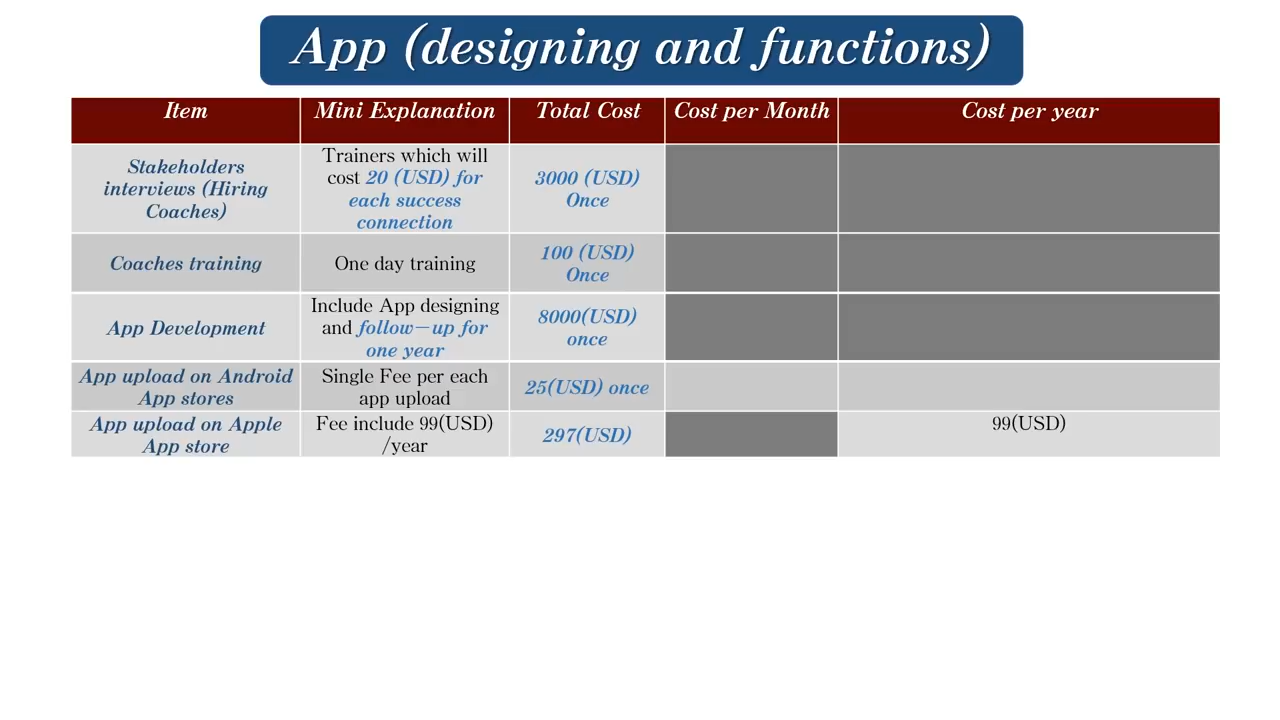 App (designing and functions)
Item
Mini Explanation
Total Cost
Cost per Month
Cost per year
Stakeholders
interviews (Hiring
Coaches)
Trainers which will
cost 20 (USD) for
each success
connection
3000 (USD)
Once
Coaches training
One day training
100 (USD)
Once
App Development
Include App designing
and follow-up for
one year
8000(USD)
once
App upload on Android
App stores
Single Fee per each
app upload
25(USD) once
App upload on Apple
App store
Fee include 99(USD)
/year
297(USD)
99(USD)